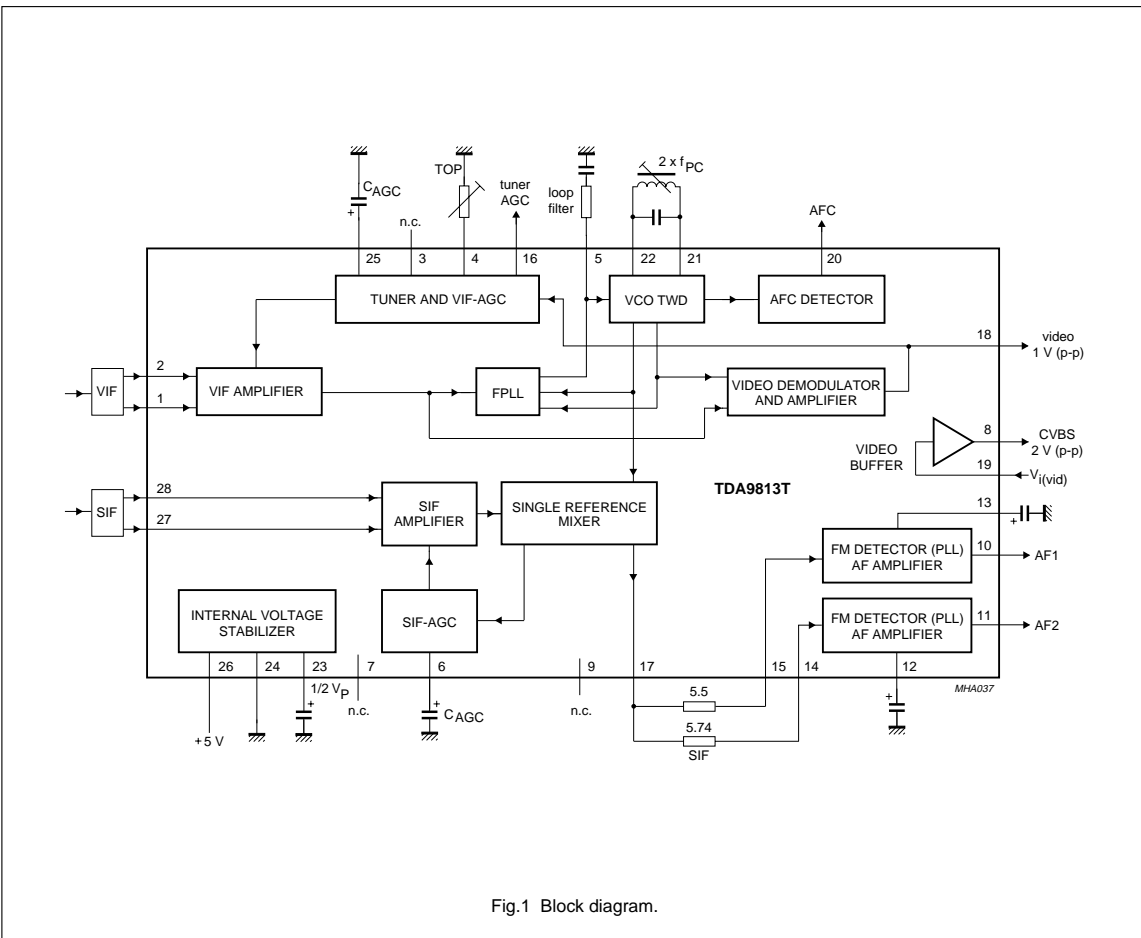 C AGC
TOP
tuner
AGC
loop
filter
2 x f PC
AFC
n.c.
25
3
4
16
5
22
21
20
TUNER AND VIF-AGC
VCO TWD
AFC DETECTOR
18
video
1 V (p-p)
2
VIF
1
VIF AMPLIFIER
FPLL
VIDEO DEMODULATOR
AND AMPLIFIER
8
CVBS
2 V (p-p)
VIDEO
BUFFER
19
Vi(vid)
TDA9813T
28
SIF
27
SIF
AMPLIFIER
SINGLE REFERENCE
MIXER
13
FM DETECTOR (PLL)
AF AMPLIFIER
10
AF1
INTERNAL VOLTAGE
STABILIZER
SIF-AGC
FM DETECTOR (PLL)
AF AMPLIFIER
11
AF2
26
24
23
7
6
9
17
15
14
12
1/2 VP
n.c.
C AGC
n.c.
+5 V
5.5
5.74
SIF
MHA037
+
+
+
+
+
Fig.1 Block diagram.